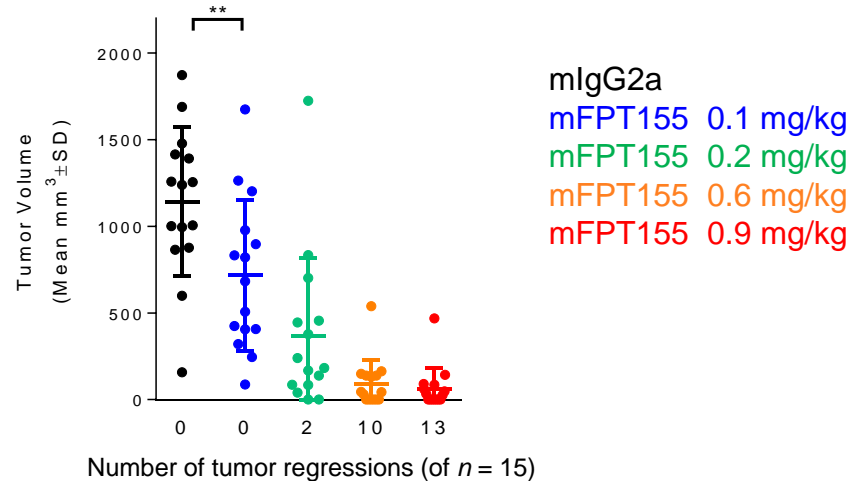 **
2000
1500
1000
500
0
Tumor Volume
(Mean mm³±SD)
0 0 2 10 13
Number of tumor regressions (of n = 15)
mIgG2a
mFPT155 0.1 mg/kg
mFPT155 0.2 mg/kg
mFPT155 0.6 mg/kg
mFPT155 0.9 mg/kg